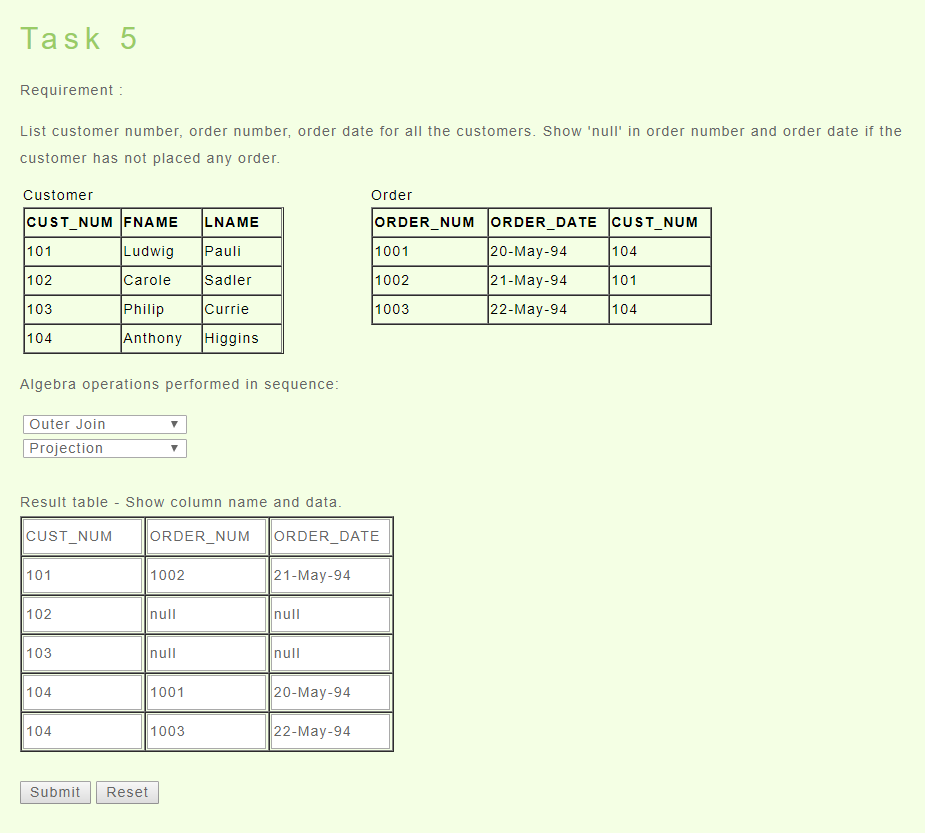 Task 5
Requirement :
List customer number, order number, order date for all the customers. Show 'null' in order number and order date if the
customer has not placed any order.
Customer
CUST_NUM FNAME LNAME
101 Ludwig Pauli
102 Carole Sadler
103 Philip Currie
104 Anthony Higgins
Order
ORDER_NUM ORDER_DATE CUST_NUM
1001 20-May-94 104
1002 21-May-94 101
1003 22-May-94 104
Algebra operations performed in sequence:
Outer Join
Projection
Result table - Show column name and data.
CUST_NUM ORDER_NUM ORDER_DATE
101 1002 21-May-94
102 null null
103 null null
104 1001 20-May-94
104 1003 22-May-94
Submit Reset